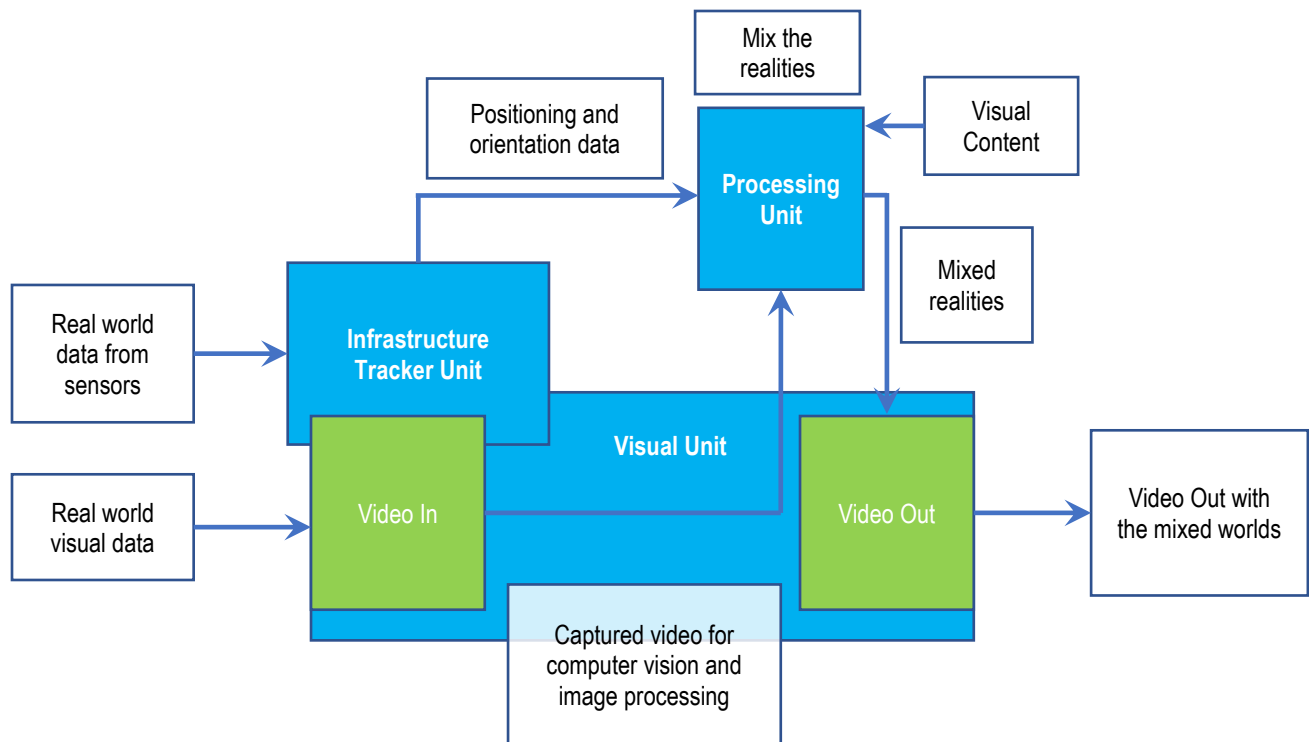 Mix the
realities
Positioning and
orientation data
Visual
Content
Processing
Unit
Mixed
realities
Real world
data from
sensors
Infrastructure
Tracker Unit
Visual Unit
Real world
visual data
Video In
Video Out
Video Out with
the mixed worlds
Captured video for
computer vision and
image processing